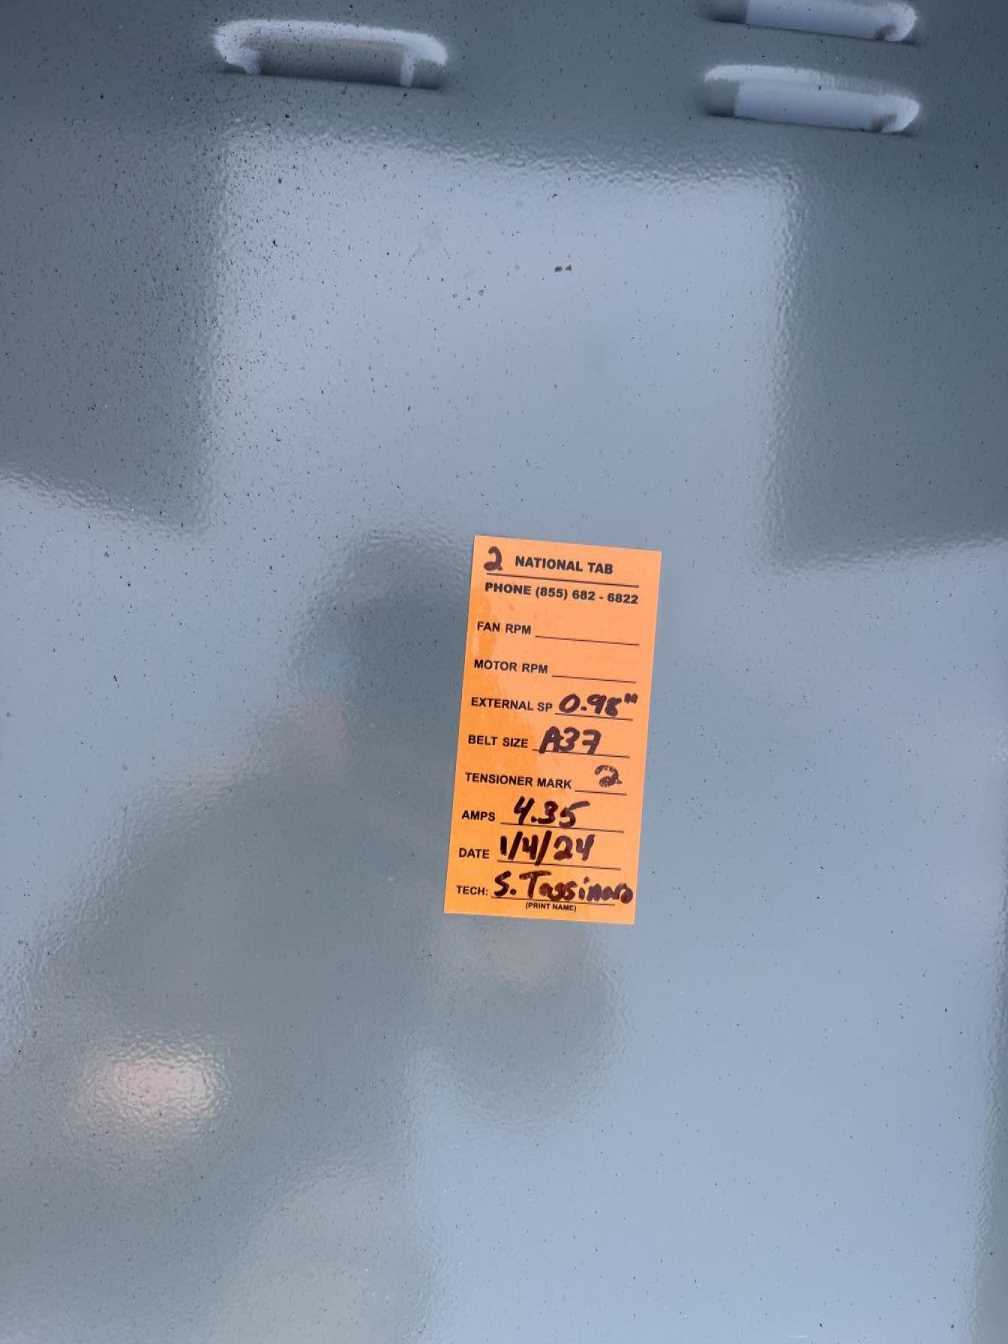 2 NATIONAL TAB
PHONE (855) 682 - 6822
FAN RPM
MOTOR RPM
EXTERNAL SP 0.98"
BELT SIZE A37
TENSIONER MARK 2
AMPS 4.35
DATE 1/4/24
TECH: S. Tassinaro
(PRINT NAME)